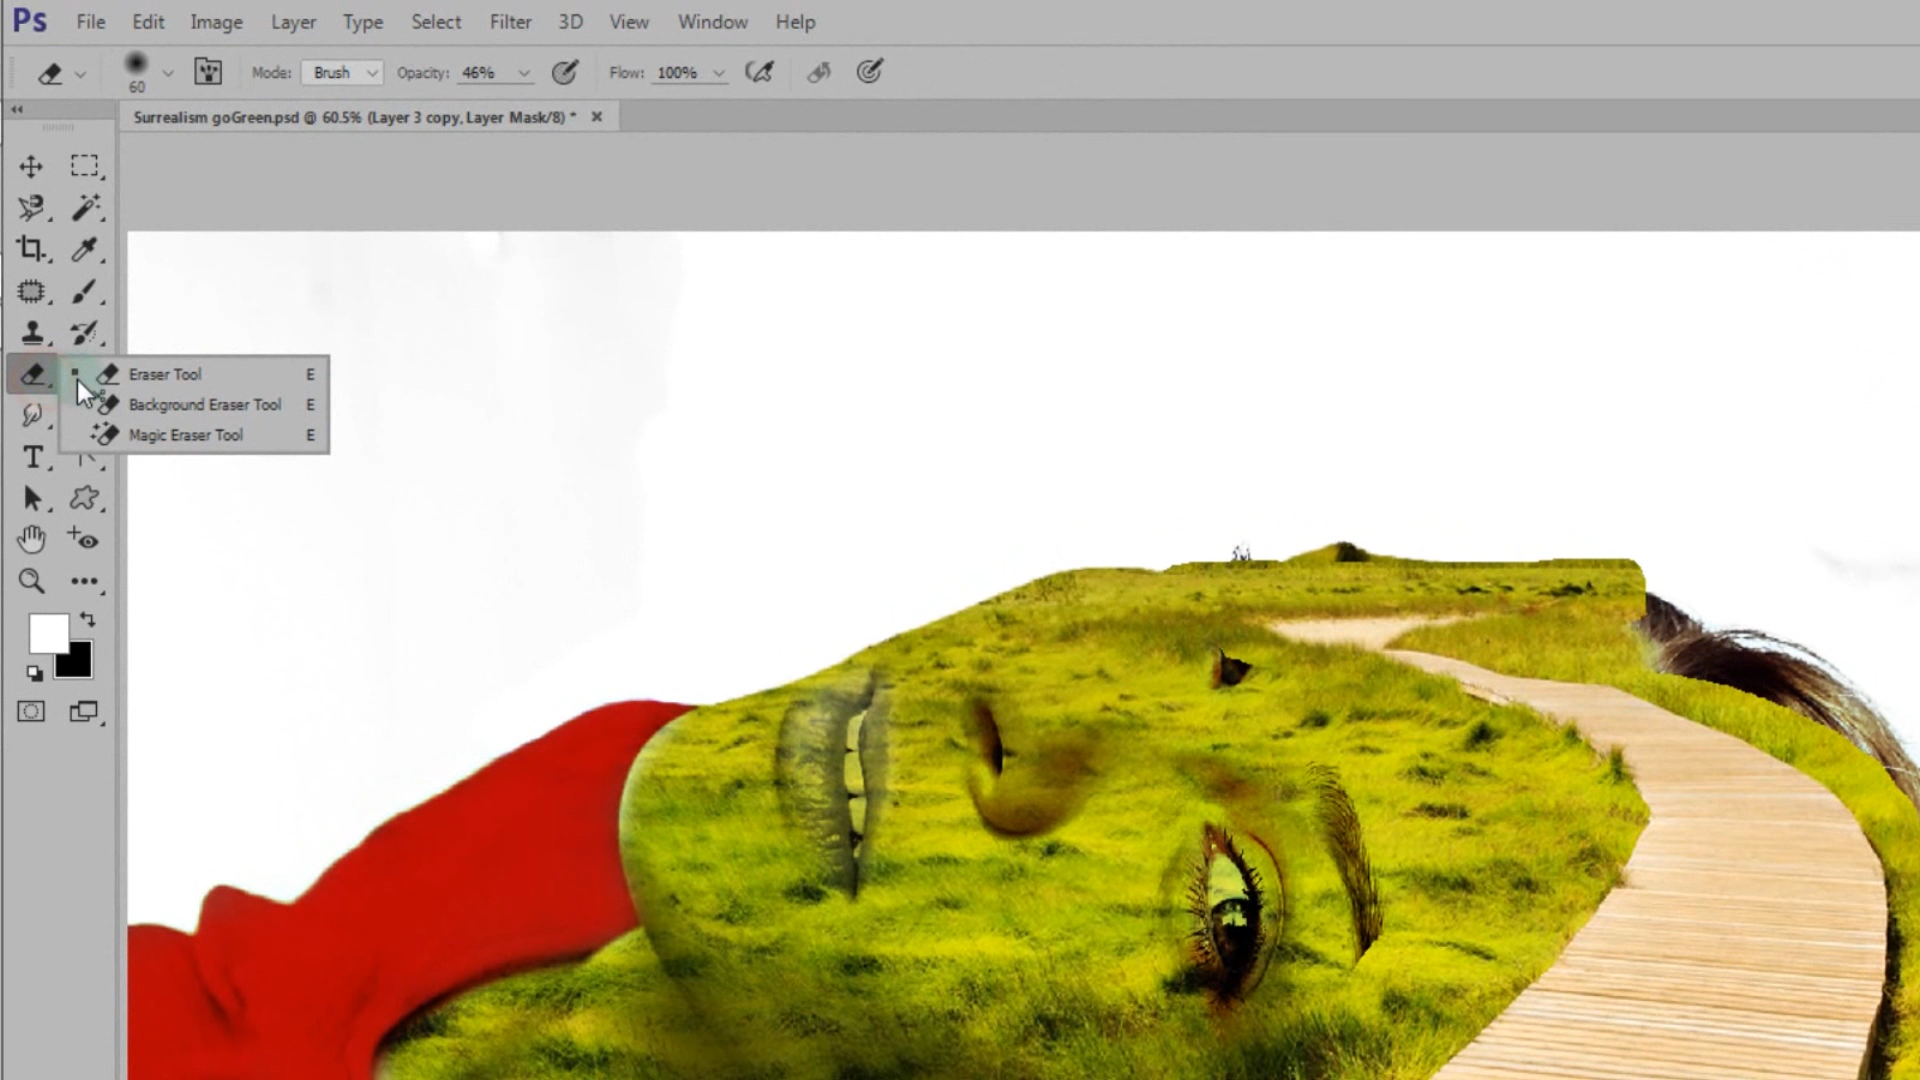 Ps File Edit Image Layer Type Select Filter 3D View Window Help
60 Mode: Brush Opacity: 46% Flow: 100%
Surrealism goGreen.psd @ 60.5% (Layer 3 copy, Layer Mask/8) *
Eraser Tool E
Background Eraser Tool E
Magic Eraser Tool E